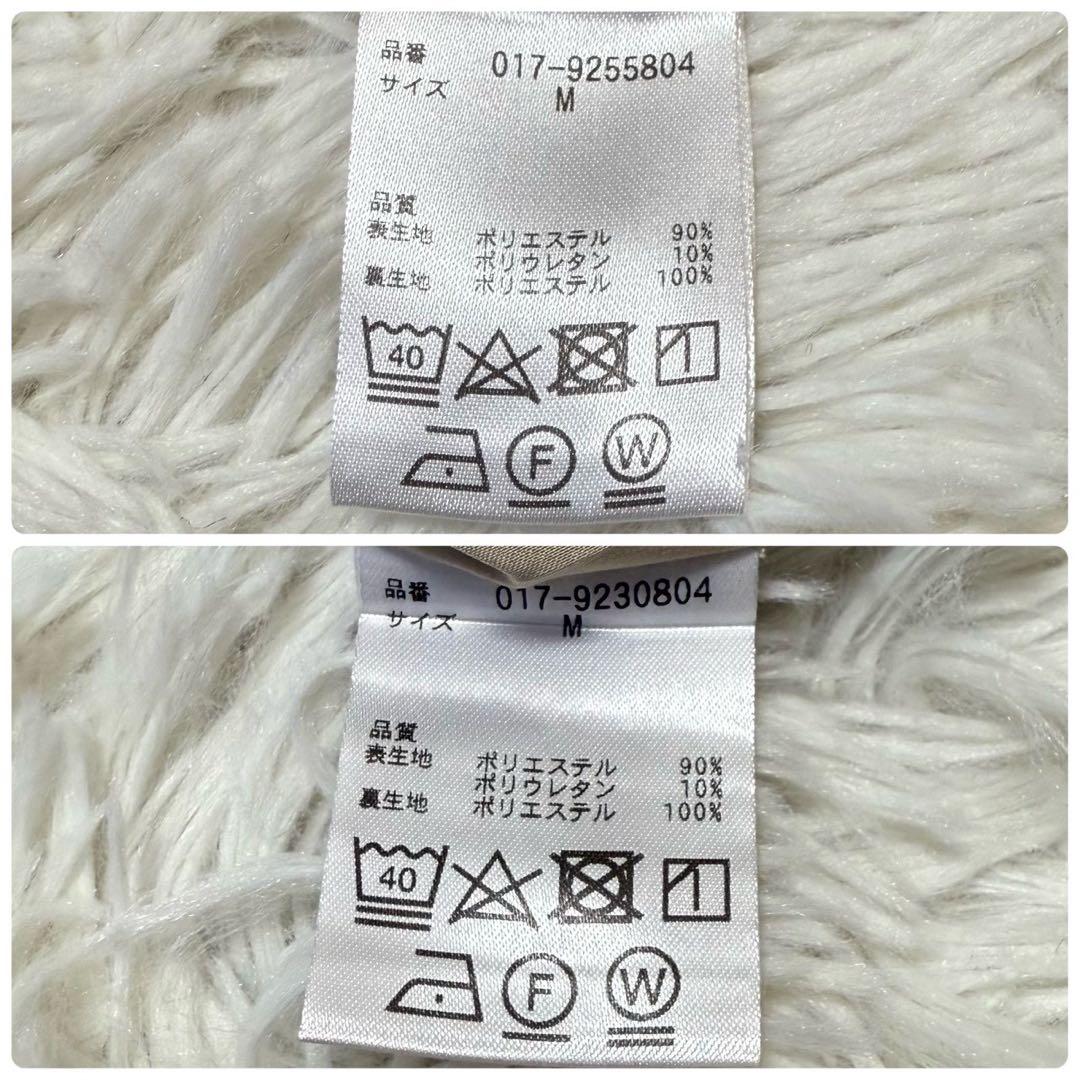 品番 017-9255804
サイズ M
品質
表生地 ポリエステル 90%
ポリウレタン 10%
裏生地 ポリエステル 100%
40
F W
品番 017-9230804
サイズ M
品質
表生地 ポリエステル 90%
ポリウレタン 10%
裏生地 ポリエステル 100%
40
F W